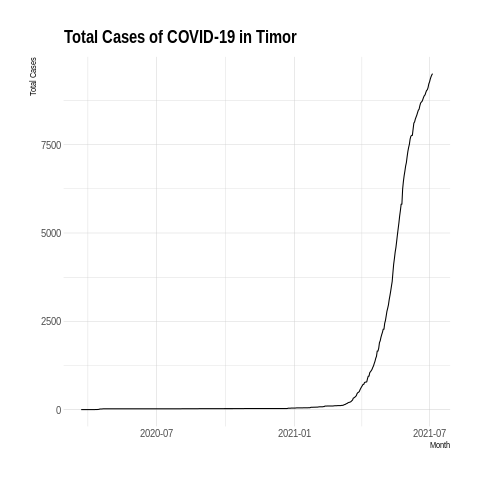 Total Cases of COVID-19 in Timor
Total Cases
7500
5000
2500
0
2020-07 2021-01 2021-07
Month